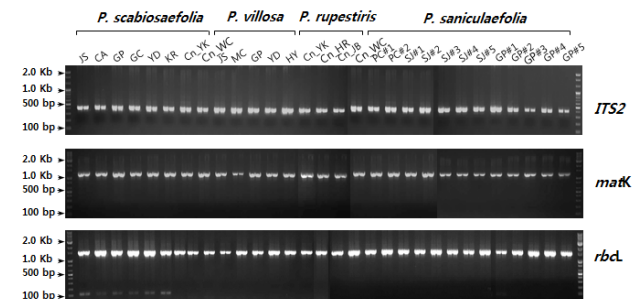 P. scabiosaefolia P. villosa P. rupestiris P. saniculaefolia
JS CA GP GC YD KR Cn_YK Cn_WC JS MC GP YD HY Cn_YK Cn_HR Cn_JB Cn_WC PC#1 PC#2 SJ#1 SJ#2 SJ#3 SJ#4 SJ#5 GP#1 GP#2 GP#3 GP#4 GP#5
2.0 Kb
1.0 Kb
500 bp
100 bp
ITS2
2.0 Kb
1.0 Kb
500 bp
100 bp
matK
2.0 Kb
1.0 Kb
500 bp
100 bp
rbcL